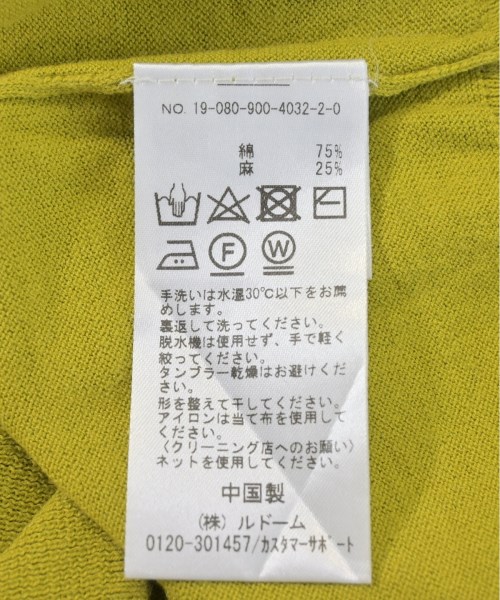 NO. 19-080-900-4032-2-0
綿 75%
麻 25%
F W
手洗いは水温30℃以下をお薦
めします。
裏返して洗ってください。
脱水機は使用せず、手で軽く
絞ってください。
タンブラー乾燥はお避けくだ
さい。
形を整えて干してください。
アイロンは当て布を使用して
ください。
〈クリーニング店へのお願い〉
ネットを使用してください。
中国製
(株) ルドーム
0120-301457/カスタマーサポート